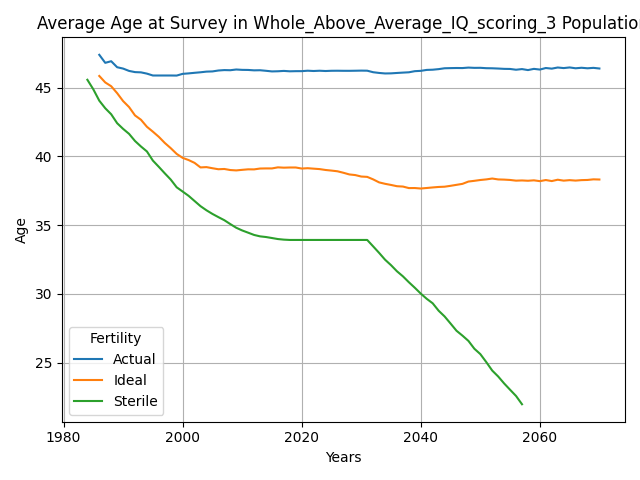 Average Age at Survey in Whole_Above_Average_IQ_scoring_3 Population
Age
45
40
35
30
25
Fertility
Actual
Ideal
Sterile
1980
2000
2020
2040
2060
Years